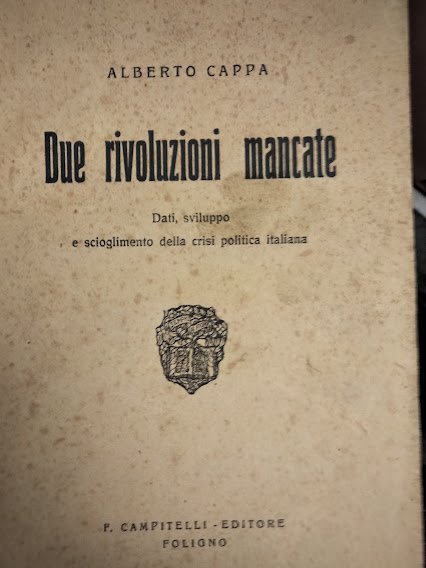 ALBERTO CAPPA
Due rivoluzioni mancate
Dati, sviluppo
e scioglimento della crisi politica italiana
F. CAMPITELLI - EDITORE
FOLIGNO